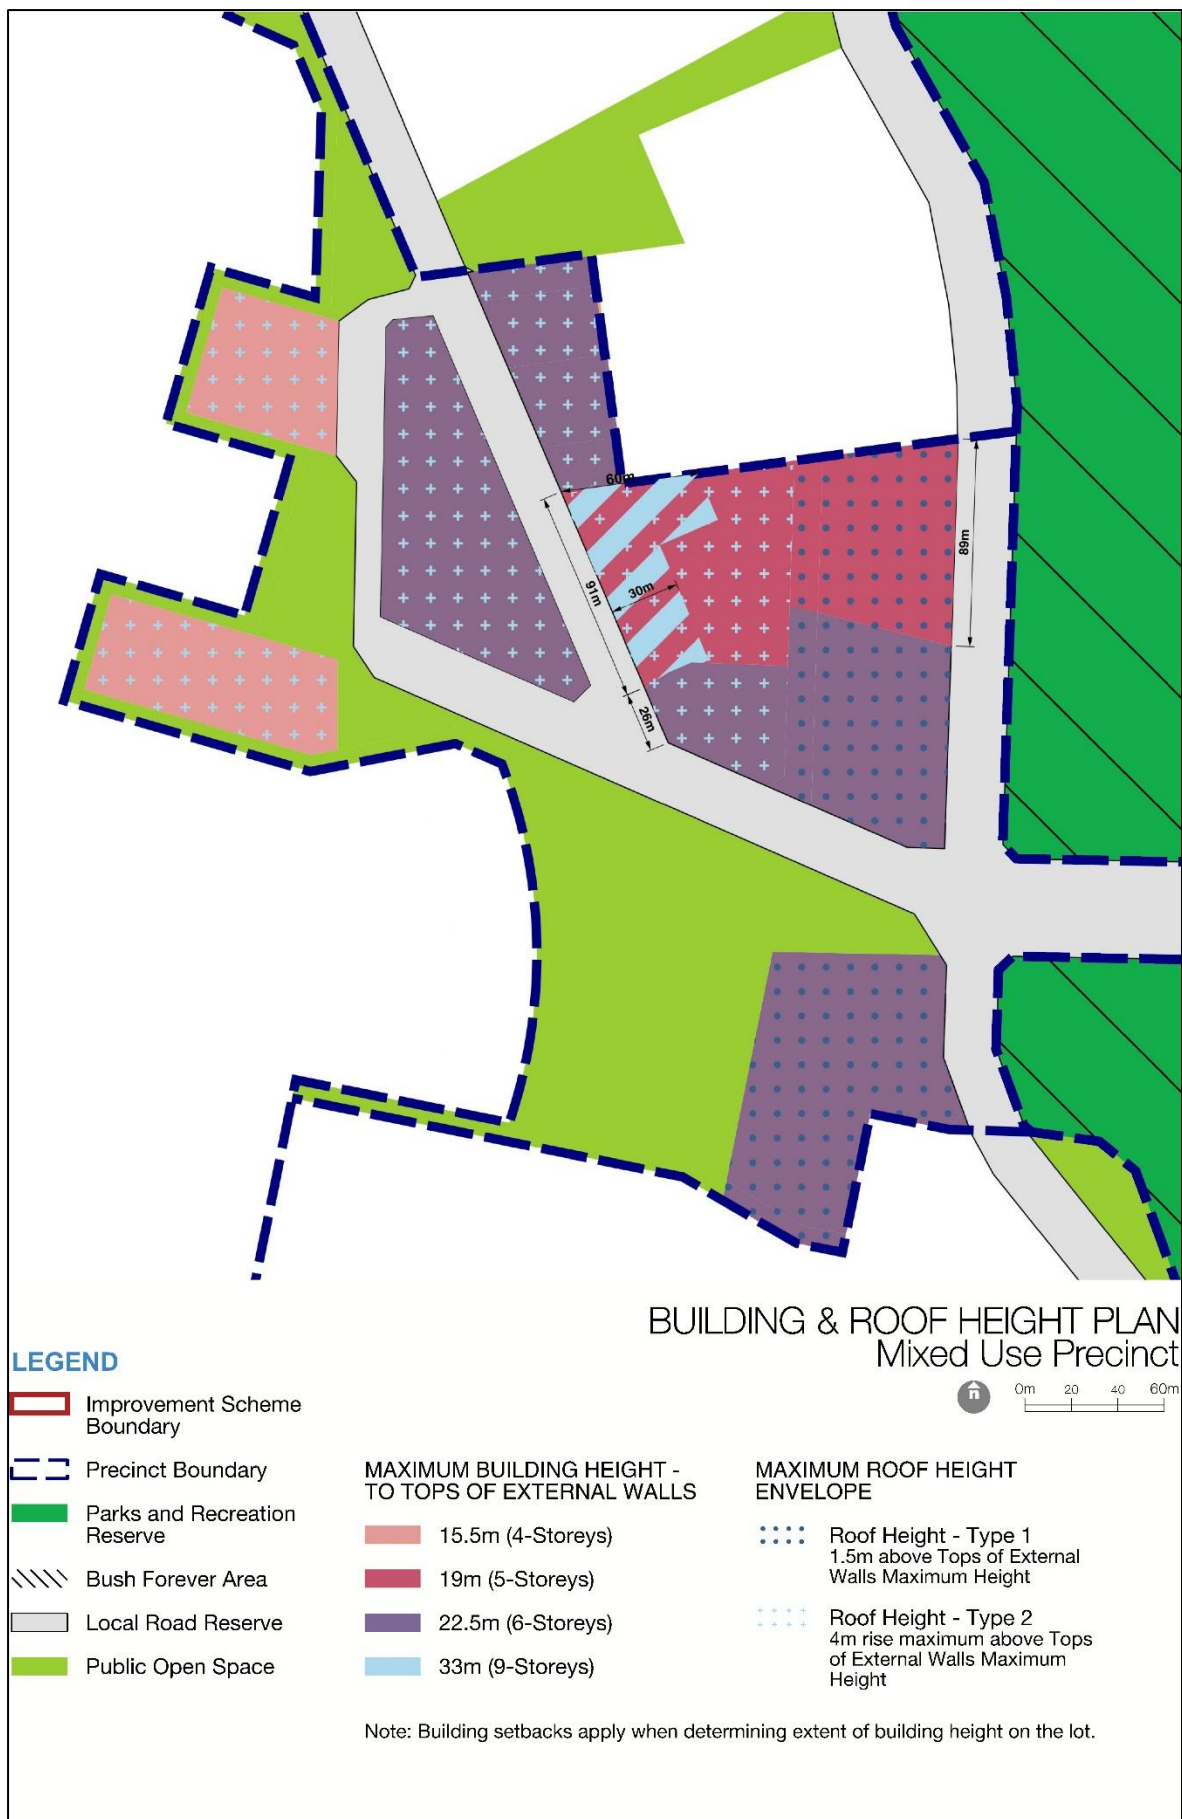 60m
89m
30m
91m
26m
BUILDING & ROOF HEIGHT PLAN
Mixed Use Precinct
n
0m 20 40 60m
LEGEND
Improvement Scheme
Boundary
Precinct Boundary
Parks and Recreation
Reserve
Bush Forever Area
Local Road Reserve
Public Open Space
MAXIMUM BUILDING HEIGHT -
TO TOPS OF EXTERNAL WALLS
15.5m (4-Storeys)
19m (5-Storeys)
22.5m (6-Storeys)
33m (9-Storeys)
MAXIMUM ROOF HEIGHT
ENVELOPE
Roof Height - Type 1
1.5m above Tops of External
Walls Maximum Height
Roof Height - Type 2
4m rise maximum above Tops
of External Walls Maximum
Height
Note: Building setbacks apply when determining extent of building height on the lot.